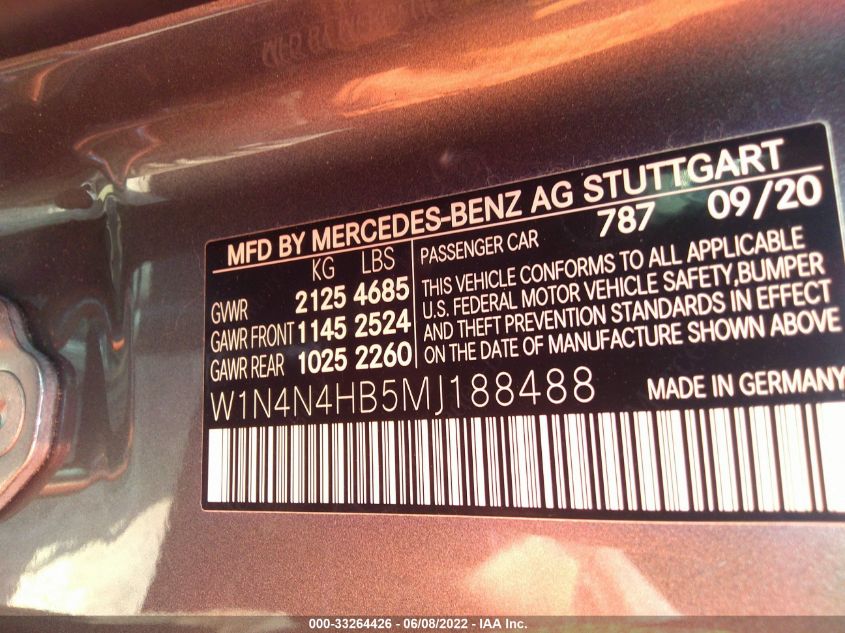 MFD BY MERCEDES-BENZ AG STUTTGART
KG LBS
GVWR 2125 4685
GAWR FRONT 1145 2524
GAWR REAR 1025 2260
PASSENGER CAR 787 09/20
THIS VEHICLE CONFORMS TO ALL APPLICABLE
U.S. FEDERAL MOTOR VEHICLE SAFETY,BUMPER
AND THEFT PREVENTION STANDARDS IN EFFECT
ON THE DATE OF MANUFACTURE SHOWN ABOVE
W1N4N4HB5MJ188488 MADE IN GERMANY
000-33264426 - 06/08/2022 - IAA Inc.